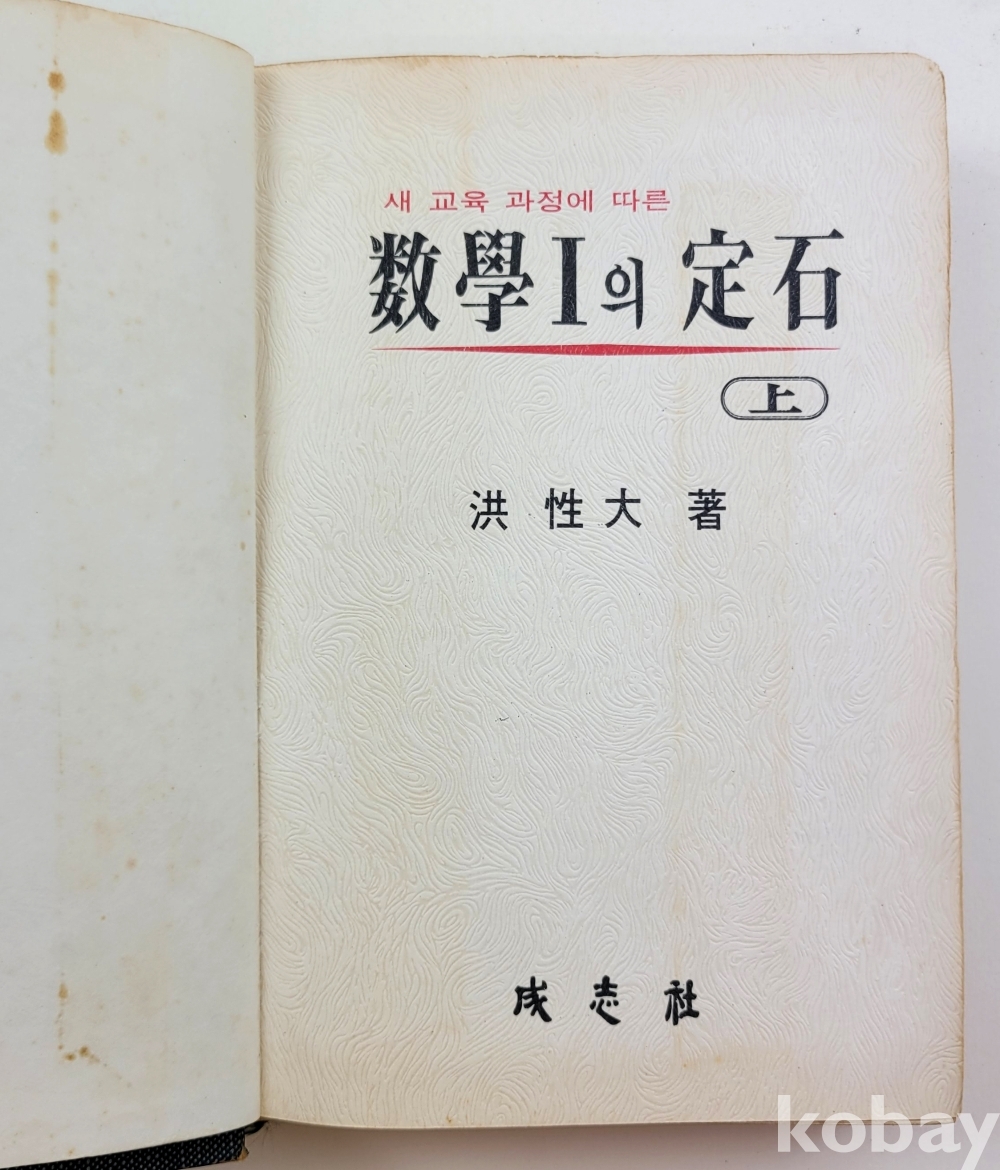 새 교육 과정에 따른
数學Ⅰ의 定石
上
洪 性 大 著
成 志 社
kobay